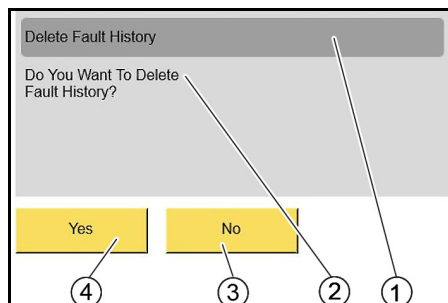 Delete Fault History
Do You Want To Delete
Fault History?
Yes
No
4
3
2
1